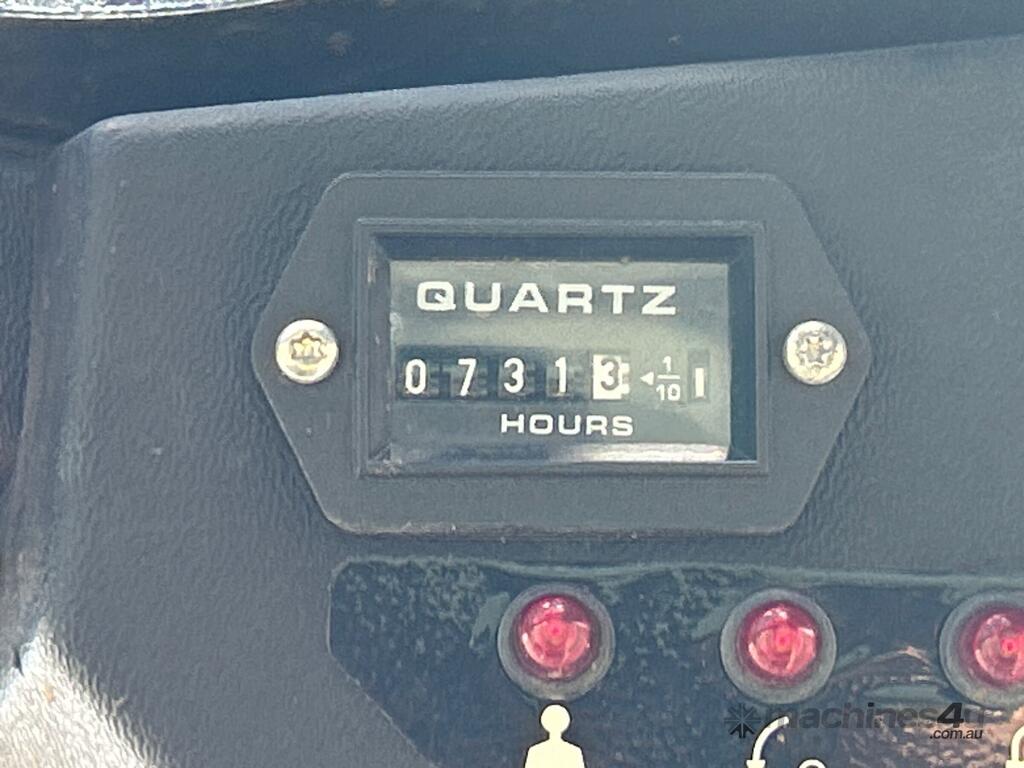 QUARTZ
07313 ◄1/10
HOURS
machines4u
.com.au